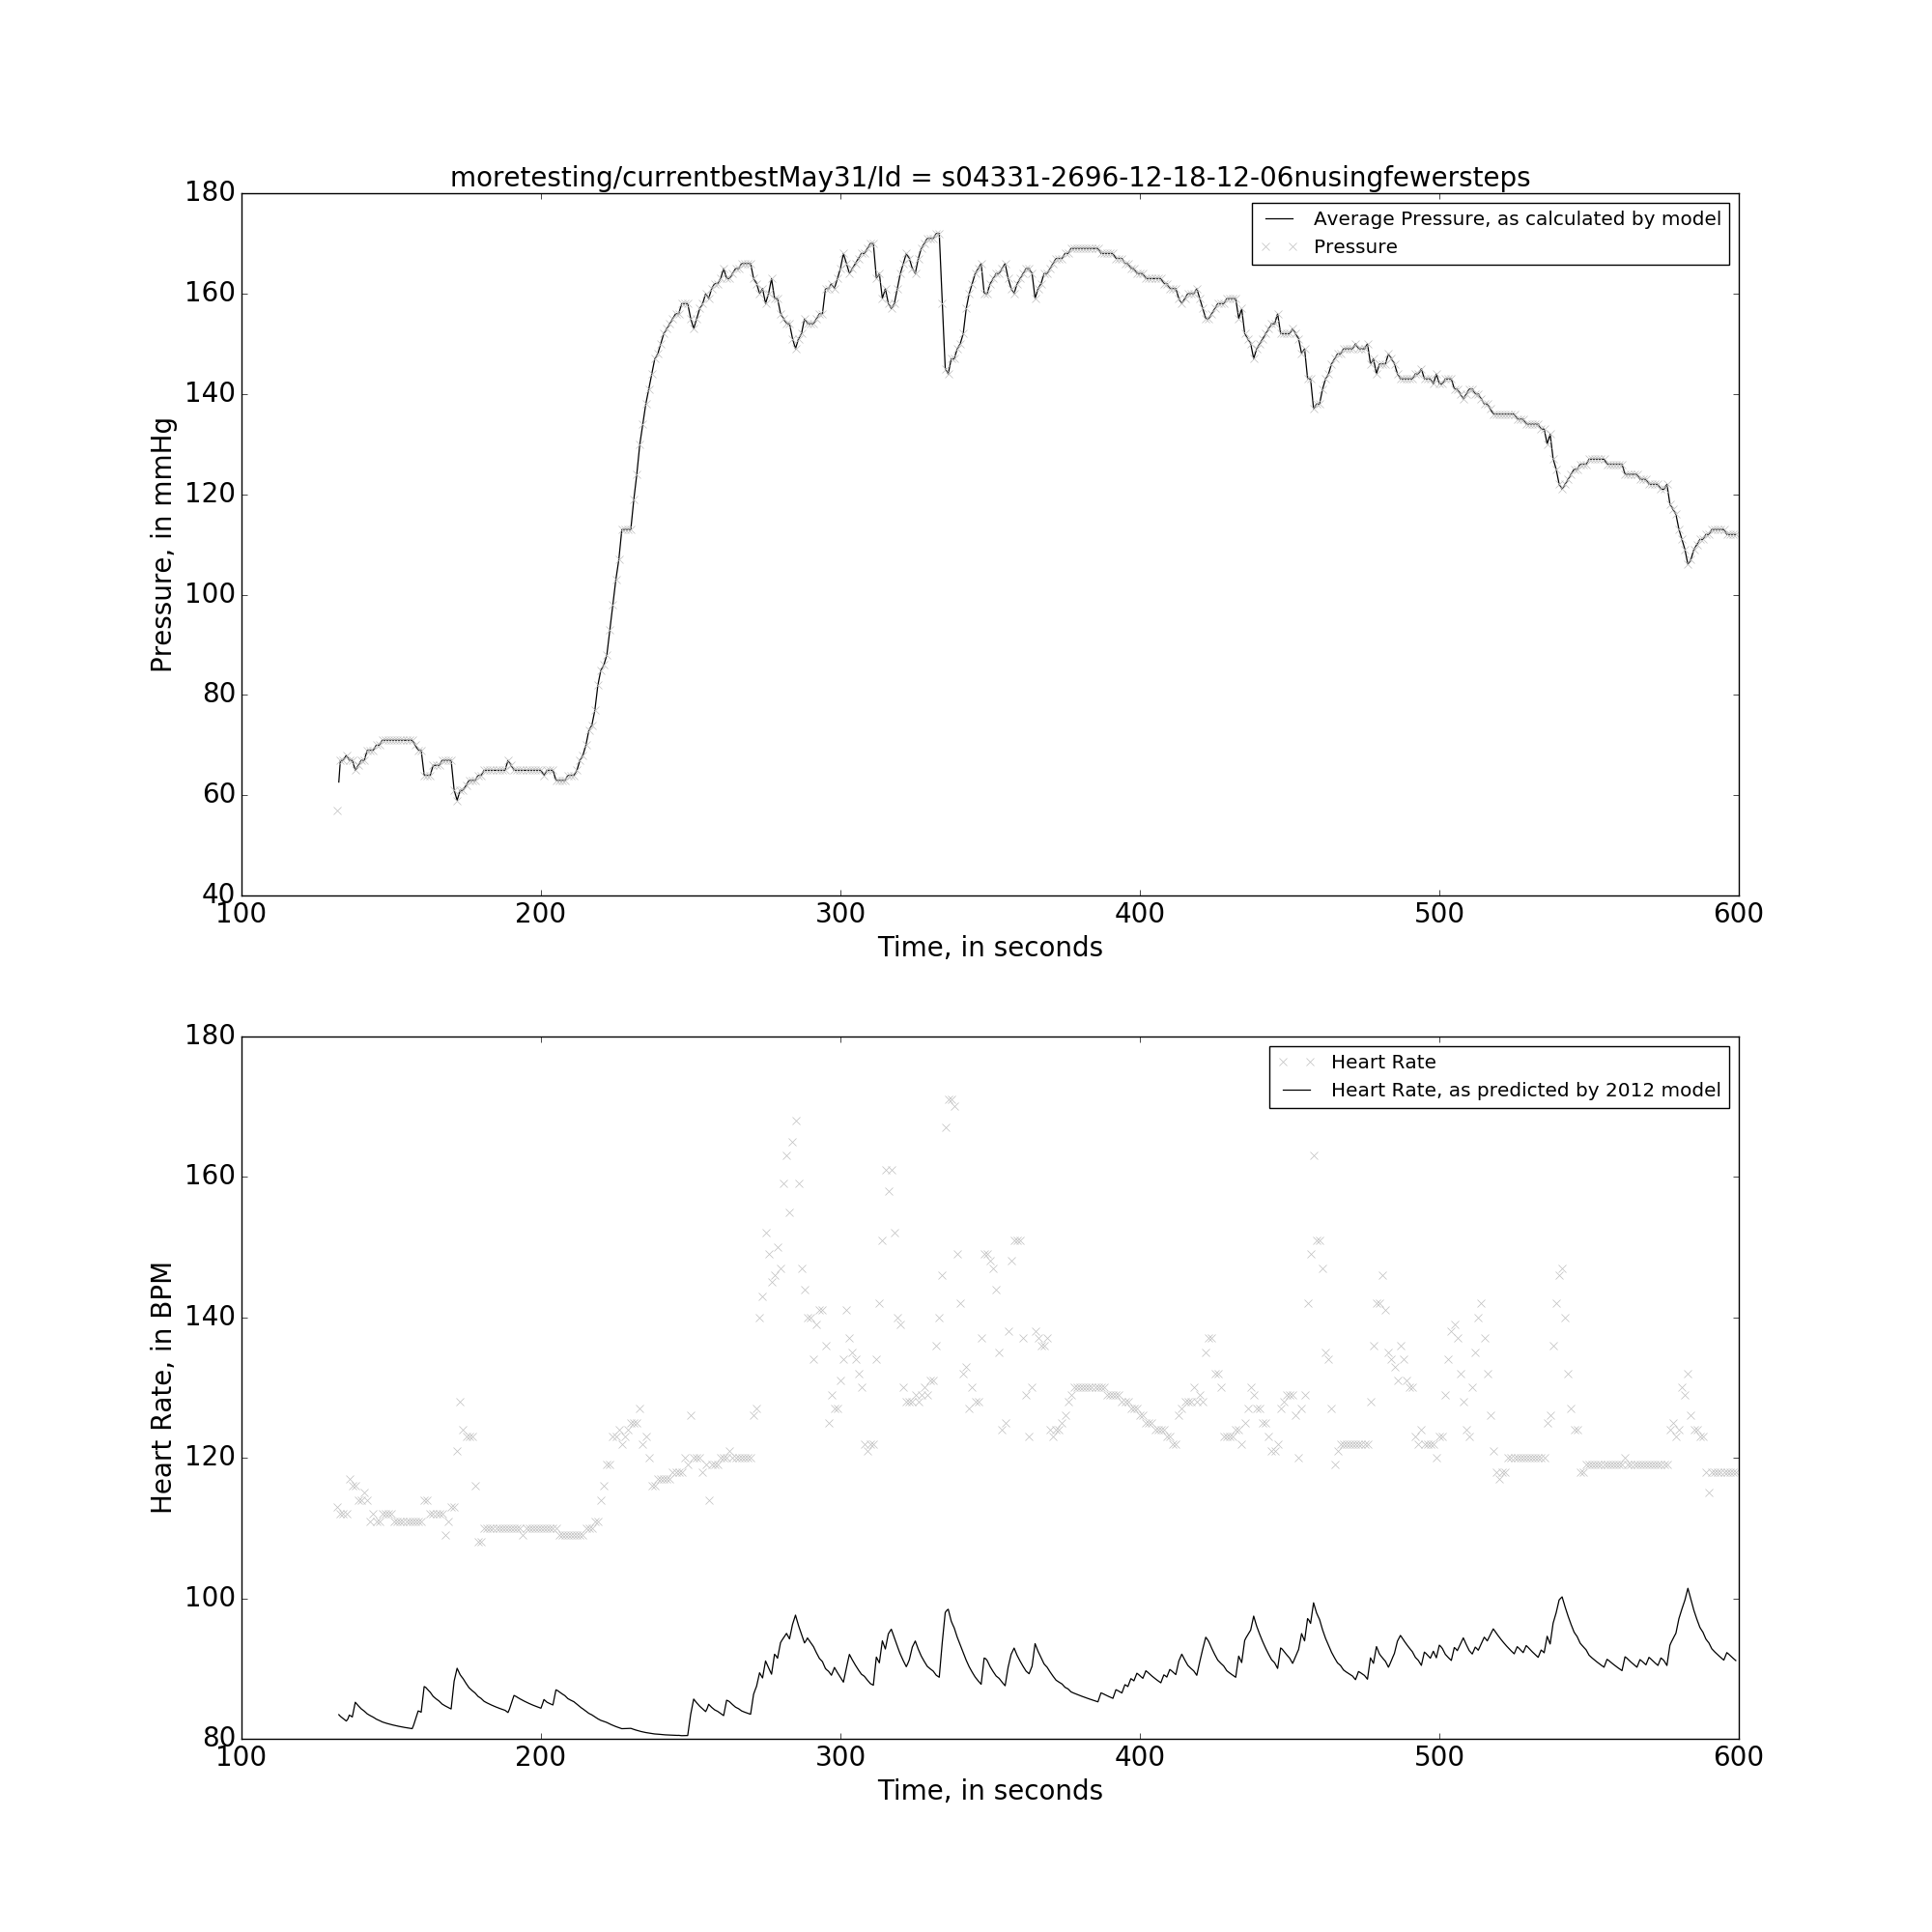 moretesting/currentbestMay31/Id = s04331-2696-12-18-12-06nusingfewersteps
180
160
140
120
100
80
60
40
Pressure, in mmHg
Average Pressure, as calculated by model
Pressure
100 200 300 400 500 600
Time, in seconds
180
160
140
120
100
80
Heart Rate, in BPM
Heart Rate
Heart Rate, as predicted by 2012 model
100 200 300 400 500 600
Time, in seconds